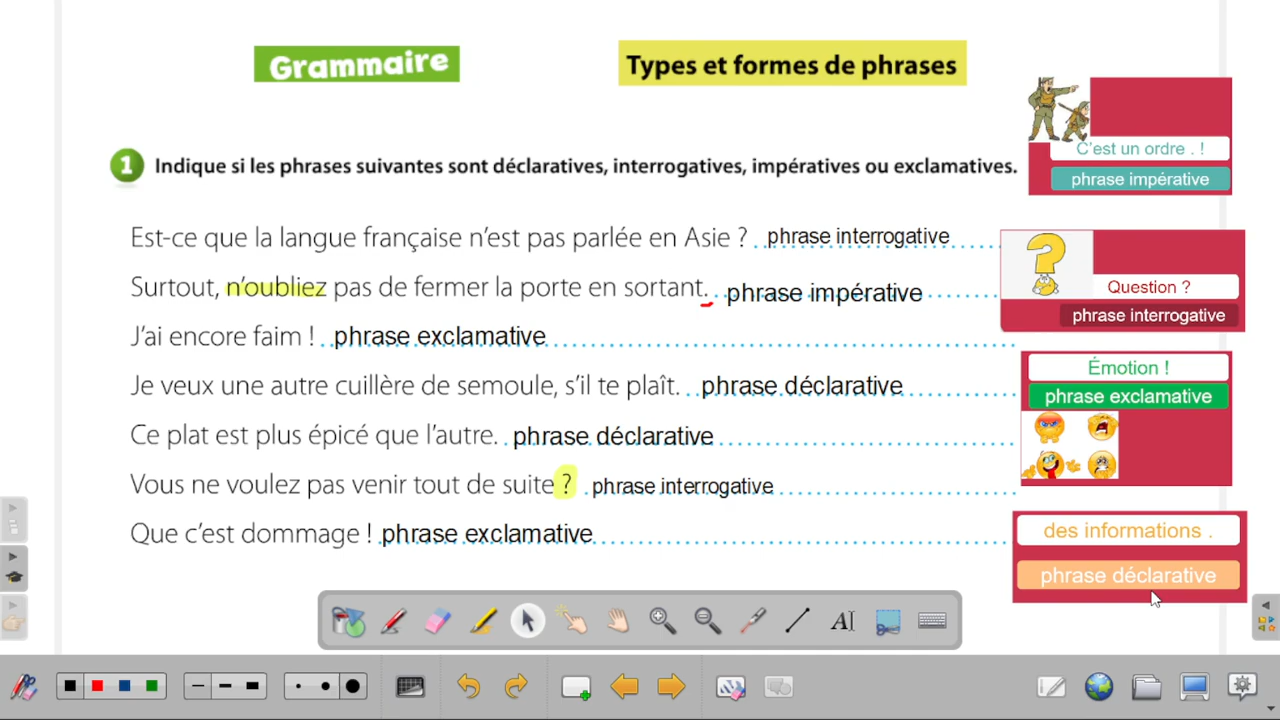 Grammaire
Types et formes de phrases
1 Indique si les phrases suivantes sont déclaratives, interrogatives, impératives ou exclamatives.
Est-ce que la langue française n'est pas parlée en Asie ? phrase interrogative
Surtout, n'oubliez pas de fermer la porte en sortant. phrase impérative
J'ai encore faim ! phrase exclamative
Je veux une autre cuillère de semoule, s'il te plaît. phrase déclarative
Ce plat est plus épicé que l'autre. phrase déclarative
Vous ne voulez pas venir tout de suite ? phrase interrogative
Que c'est dommage ! phrase exclamative
C'est un ordre . !
phrase impérative
Question ?
phrase interrogative
Émotion !
phrase exclamative
des informations .
phrase déclarative